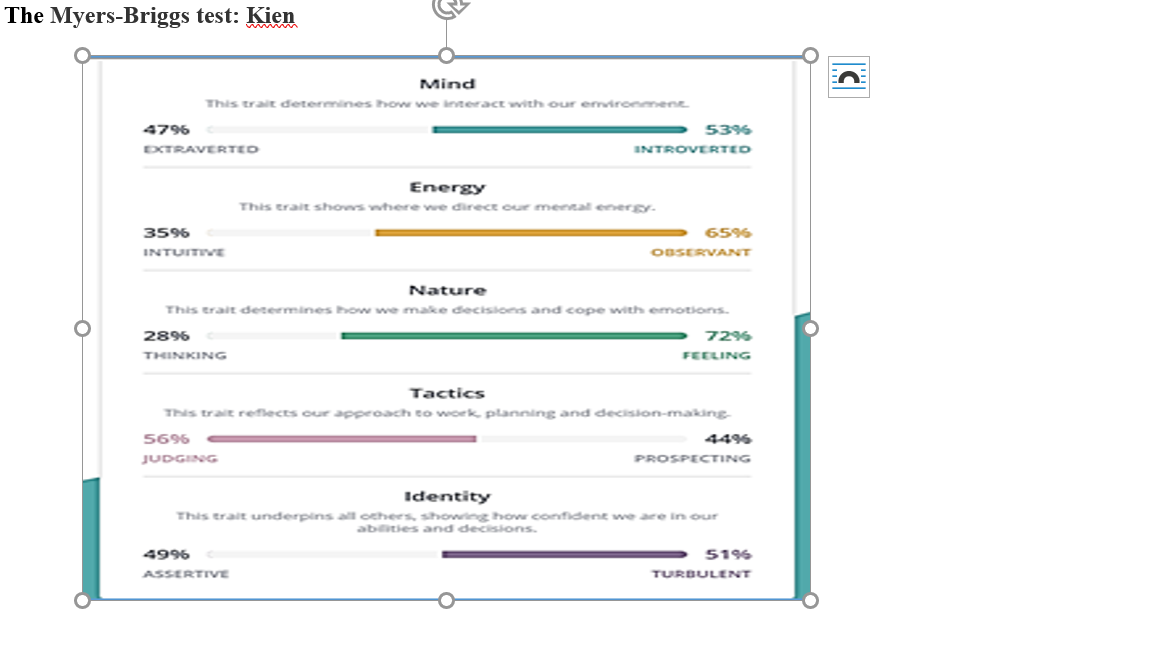 The Myers-Briggs test: Kien
Mind
This trait determines how we interact with our environment.
47% 53%
EXTRAVERTED INTROVERTED
Energy
This trait shows where we direct our mental energy.
35% 65%
INTUITIVE OBSERVANT
Nature
This trait determines how we make decisions and cope with emotions.
28% 72%
THINKING FEELING
Tactics
This trait reflects our approach to work, planning and decision-making.
56% 44%
JUDGING PROSPECTING
Identity
This trait underpins all others, showing how confident we are in our
abilities and decisions.
49% 51%
ASSERTIVE TURBULENT